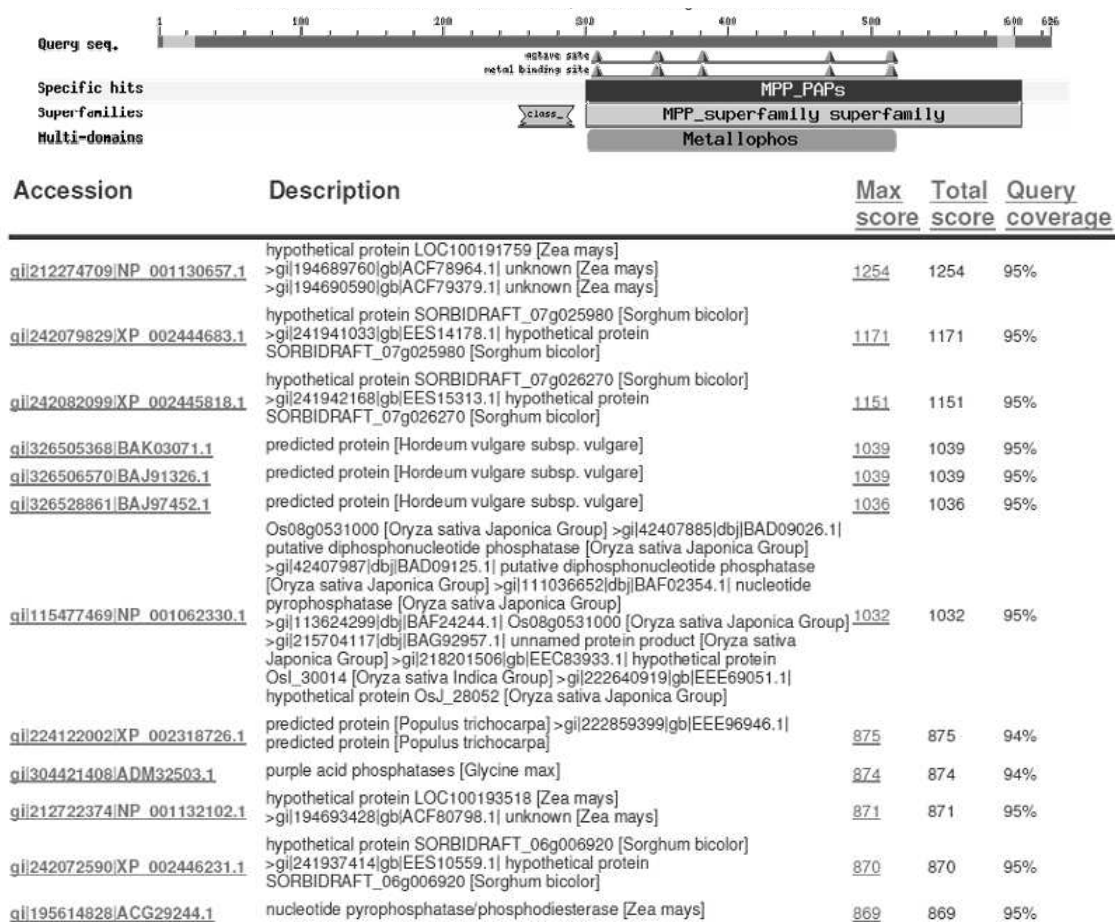 1 100 200 300 400 500 600 626
Query seq.
active site
metal binding site
Specific hits MPP_PAPs
Superfamilies class_ MPP_superfamily superfamily
Multi-domains Metallophos
Accession Description Max score Total score Query coverage
hypothetical protein LOC100191759 [Zea mays]
gi|212274709|NP_001130657.1 >gi|194689760|gb|ACF78964.1| unknown [Zea mays] 1254 1254 95%
>gi|194690590|gb|ACF79379.1| unknown [Zea mays]
hypothetical protein SORBIDRAFT_07g025980 [Sorghum bicolor]
gi|242079829|XP_002444683.1 >gi|241941033|gb|EES14178.1| hypothetical protein 1171 1171 95%
SORBIDRAFT_07g025980 [Sorghum bicolor]
hypothetical protein SORBIDRAFT_07g026270 [Sorghum bicolor]
gi|242082099|XP_002445818.1 >gi|241942168|gb|EES15313.1| hypothetical protein 1151 1151 95%
SORBIDRAFT_07g026270 [Sorghum bicolor]
gi|326505368|BAK03071.1 predicted protein [Hordeum vulgare subsp. vulgare] 1039 1039 95%
gi|326506570|BAJ91326.1 predicted protein [Hordeum vulgare subsp. vulgare] 1039 1039 95%
gi|326528861|BAJ97452.1 predicted protein [Hordeum vulgare subsp. vulgare] 1036 1036 95%
Os08g0531000 [Oryza sativa Japonica Group] >gi|42407885|dbj|BAD09026.1|
putative diphosphonucleotide phosphatase [Oryza sativa Japonica Group]
>gi|42407987|dbj|BAD09125.1| putative diphosphonucleotide phosphatase
[Oryza sativa Japonica Group] >gi|111036652|dbj|BAF02354.1| nucleotide
pyrophosphatase [Oryza sativa Japonica Group]
gi|115477469|NP_001062330.1 >gi|113624299|dbj|BAF24244.1| Os08g0531000 [Oryza sativa Japonica Group] 1032 1032 95%
>gi|215704117|dbj|BAG92957.1| unnamed protein product [Oryza sativa
Japonica Group] >gi|218201506|gb|EEC83933.1| hypothetical protein
OsI_30014 [Oryza sativa Indica Group] >gi|222640919|gb|EEE69051.1|
hypothetical protein OsJ_28052 [Oryza sativa Japonica Group]
gi|224122002|XP_002318726.1 predicted protein [Populus trichocarpa] >gi|222859399|gb|EEE96946.1| 875 875 94%
predicted protein [Populus trichocarpa]
gi|304421408|ADM32503.1 purple acid phosphatases [Glycine max] 874 874 94%
hypothetical protein LOC100193518 [Zea mays]
gi|212722374|NP_001132102.1 >gi|194693428|gb|ACF80798.1| unknown [Zea mays] 871 871 95%
hypothetical protein SORBIDRAFT_06g006920 [Sorghum bicolor]
gi|242072590|XP_002446231.1 >gi|241937414|gb|EES10559.1| hypothetical protein 870 870 95%
SORBIDRAFT_06g006920 [Sorghum bicolor]
gi|195614828|ACG29244.1 nucleotide pyrophosphatase/phosphodiesterase [Zea mays] 869 869 95%